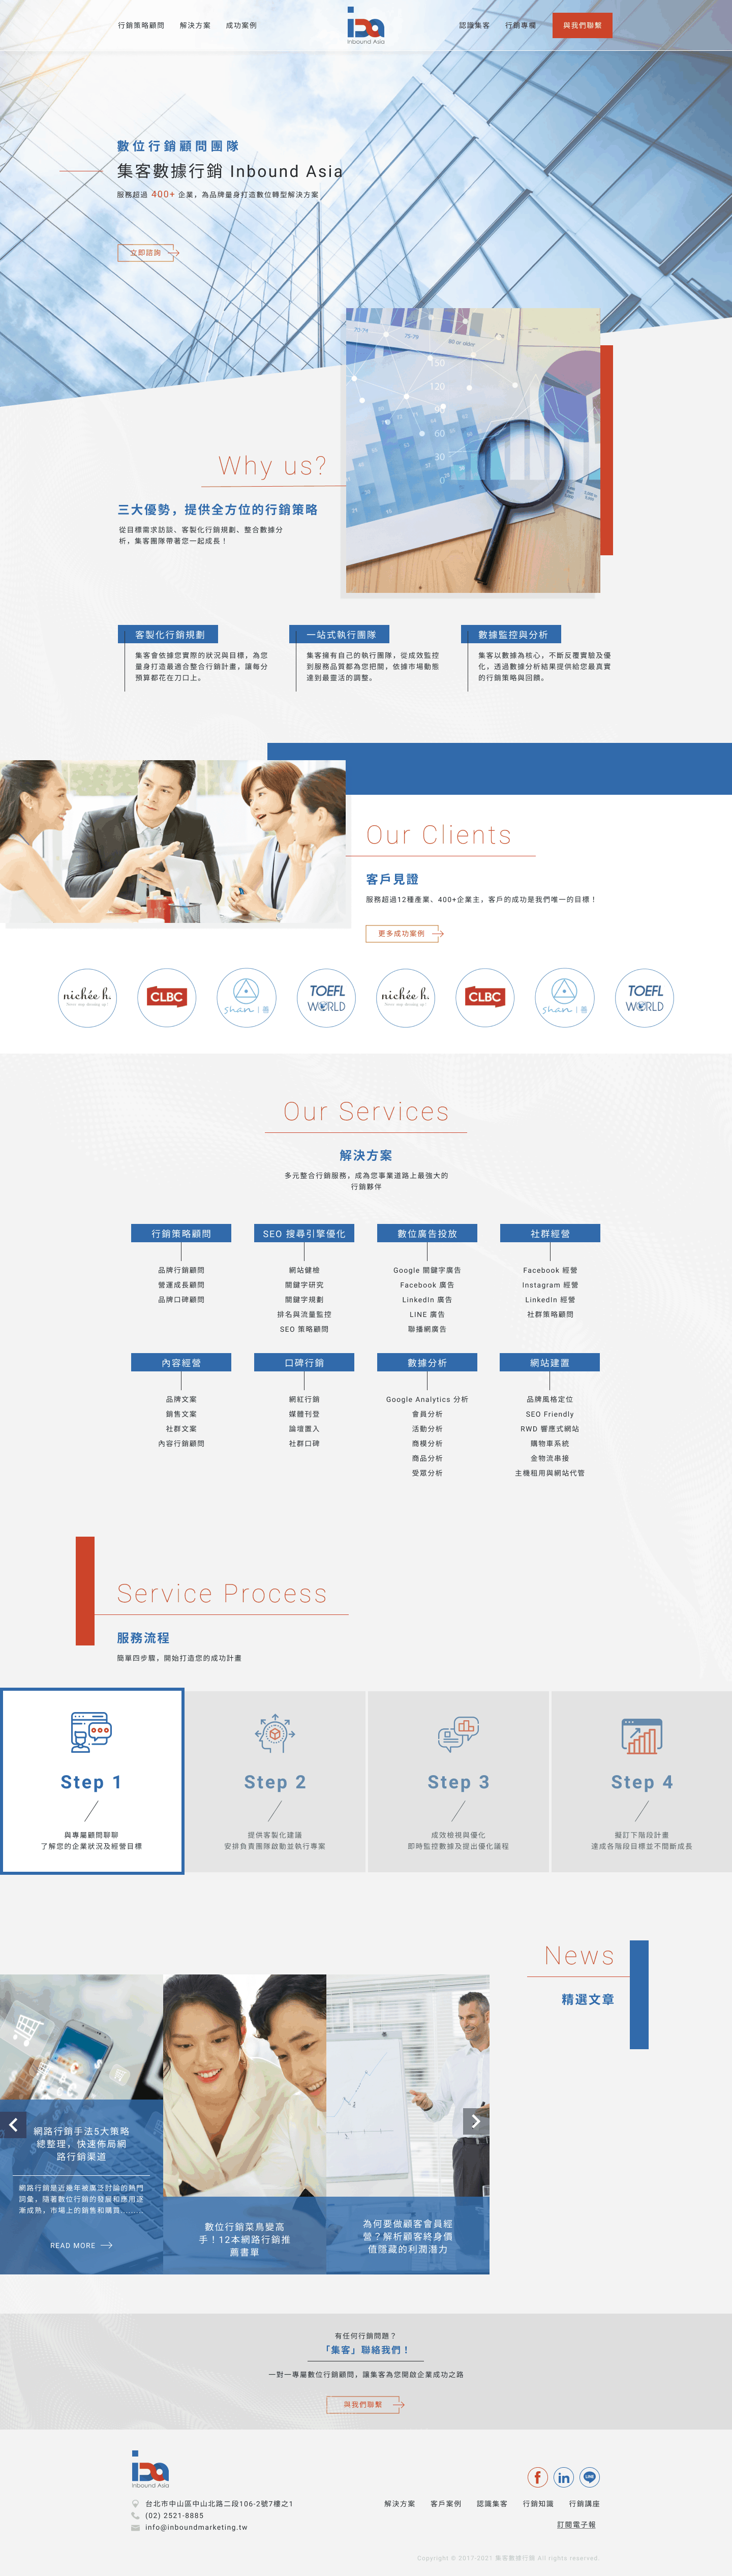 行銷策略顧問 解決方案 成功案例
Inbound Asia
認識集客 行銷專欄 與我們聯繫
數位行銷顧問團隊
集客數據行銷 Inbound Asia
服務超過 400+ 企業，為品牌量身打造數位轉型解決方案
立即諮詢
Why us?
三大優勢，提供全方位的行銷策略
從目標需求訪談、客製化行銷規劃、整合數據分
析，集客團隊帶著您一起成長！
客製化行銷規劃
集客會依據您實際的狀況與目標，為您
量身打造最適合整合行銷計畫，讓每分
預算都花在刀口上。
一站式執行團隊
集客擁有自己的執行團隊，從成效監控
到服務品質都為您把關，依據市場動態
達到最靈活的調整。
數據監控與分析
集客以數據為核心，不斷反覆實驗及優
化，透過數據分析結果提供給您最真實
的行銷策略與回饋。
Our Clients
客戶見證
服務超過12種產業、400+企業主，客戶的成功是我們唯一的目標！
更多成功案例
nichée h. CLBC shan | 善 TOEFL WORLD nichée h. CLBC shan | 善 TOEFL WORLD
Our Services
解決方案
多元整合行銷服務，成為您事業道路上最強大的
行銷夥伴
行銷策略顧問
品牌行銷顧問
營運成長顧問
品牌口碑顧問
SEO 搜尋引擎優化
網站健檢
關鍵字研究
關鍵字規劃
排名與流量監控
SEO 策略顧問
數位廣告投放
Google 關鍵字廣告
Facebook 廣告
LinkedIn 廣告
LINE 廣告
聯播網廣告
社群經營
Facebook 經營
Instagram 經營
LinkedIn 經營
社群策略顧問
內容經營
品牌文案
銷售文案
社群文案
內容行銷顧問
口碑行銷
網紅行銷
媒體刊登
論壇置入
社群口碑
數據分析
Google Analytics 分析
會員分析
活動分析
商模分析
商品分析
受眾分析
網站建置
品牌風格定位
SEO Friendly
RWD 響應式網站
購物車系統
金物流串接
主機租用與網站代管
Service Process
服務流程
簡單四步驟，開始打造您的成功計畫
Step 1
與專屬顧問聊聊
了解您的企業狀況及經營目標
Step 2
提供客製化建議
安排負責團隊啟動並執行專案
Step 3
成效檢視與優化
即時監控數據及提出優化議程
Step 4
擬訂下階段計畫
達成各階段目標並不間斷成長
News
精選文章
網路行銷手法5大策略
總整理，快速佈局網
路行銷渠道
網路行銷是近幾年被廣泛討論的熱門
詞彙，隨著數位行銷的發展和應用逐
漸成熟，市場上的銷售和購買........
READ MORE
數位行銷菜鳥變高
手！12本網路行銷推
薦書單
為何要做顧客會員經
營？解析顧客終身價
值隱藏的利潤潛力
有任何行銷問題？
「集客」聯絡我們！
一對一專屬數位行銷顧問，讓集客為您開啟企業成功之路
與我們聯繫
Inbound Asia
台北市中山區中山北路二段106-2號7樓之1
(02) 2521-8885
info@inboundmarketing.tw
解決方案 客戶案例 認識集客 行銷知識 行銷講座
訂閱電子報
Copyright © 2017-2021 集客數據行銷 All rights reserved.